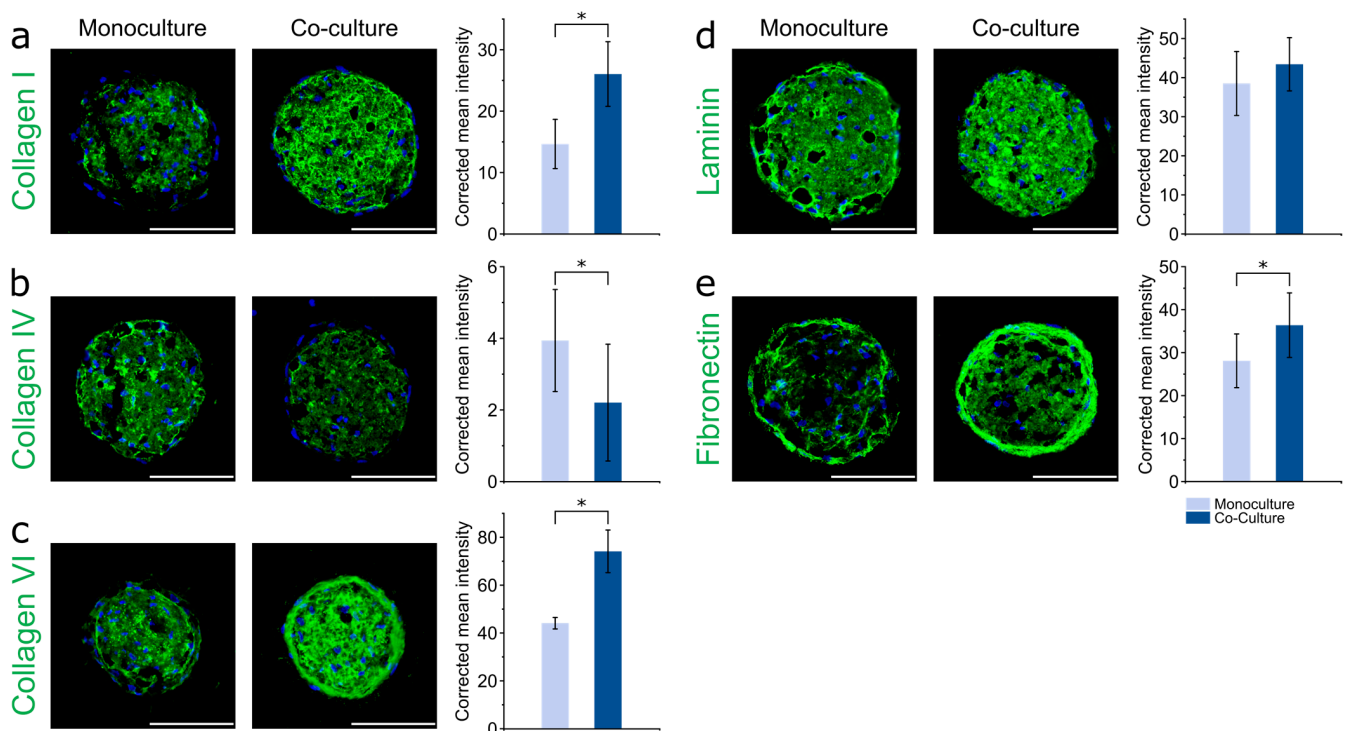 a
Monoculture
Co-culture
Collagen I
Corrected mean intensity
30
20
10
0
*
b
Collagen IV
Corrected mean intensity
6
4
2
0
*
c
Collagen VI
Corrected mean intensity
80
60
40
20
0
*
d
Monoculture
Co-culture
Laminin
Corrected mean intensity
50
40
30
20
10
0
e
Fibronectin
Corrected mean intensity
50
40
30
20
10
0
*
Monoculture
Co-Culture